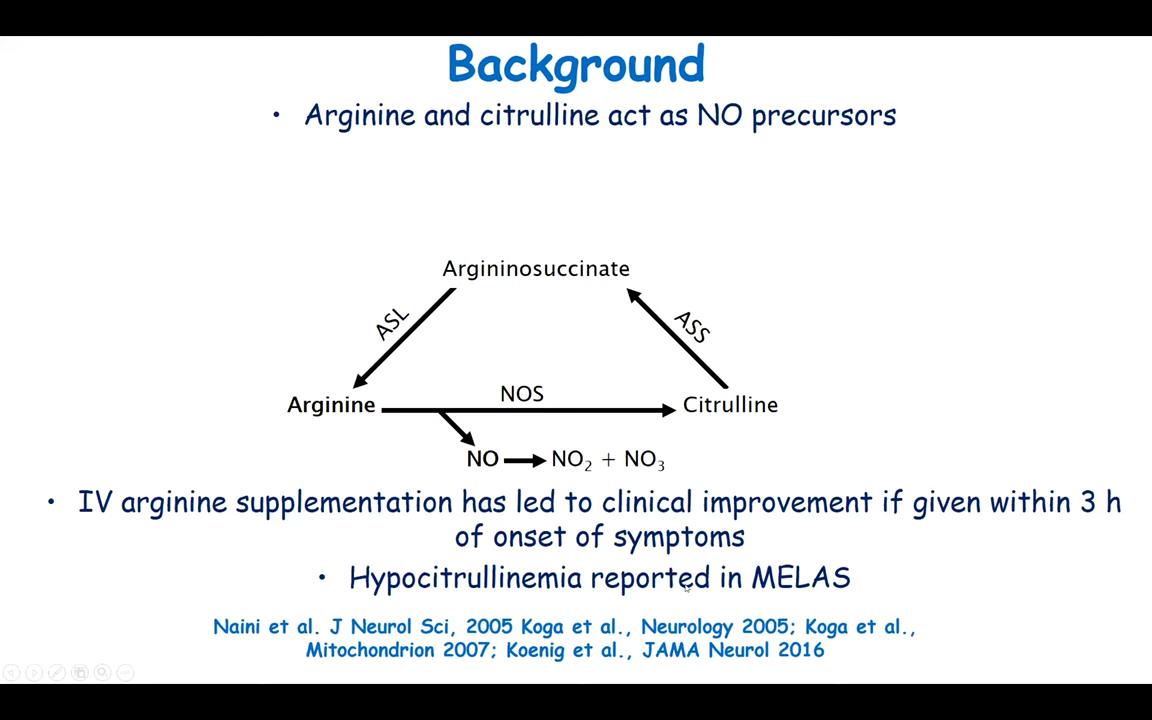 Background
• Arginine and citrulline act as NO precursors
Argininosuccinate
ASL
ASS
NOS
Arginine
Citrulline
NO
NO₂ + NO₃
• IV arginine supplementation has led to clinical improvement if given within 3 h
of onset of symptoms
• Hypocitrullinemia reported in MELAS
Naini et al. J Neurol Sci, 2005 Koga et al., Neurology 2005; Koga et al.,
Mitochondrion 2007; Koenig et al., JAMA Neurol 2016